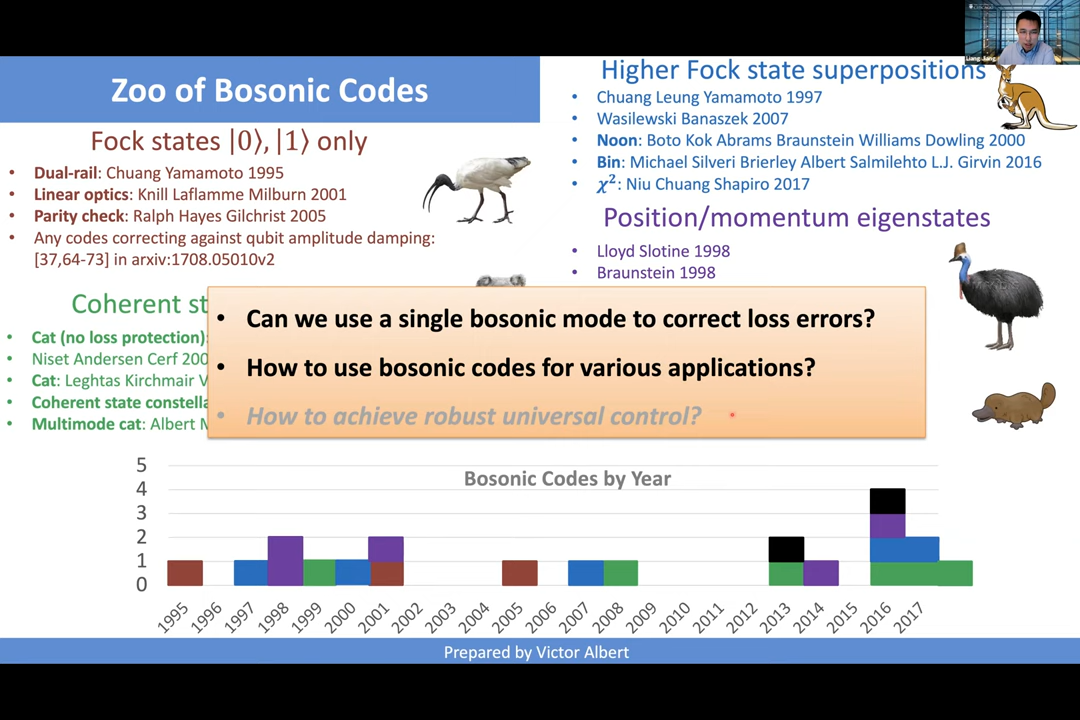 Liang Jiang
Zoo of Bosonic Codes
Fock states |0⟩, |1⟩ only
• Dual-rail: Chuang Yamamoto 1995
• Linear optics: Knill Laflamme Milburn 2001
• Parity check: Ralph Hayes Gilchrist 2005
• Any codes correcting against qubit amplitude damping:
[37,64-73] in arxiv:1708.05010v2
Higher Fock state superpositions
• Chuang Leung Yamamoto 1997
• Wasilewski Banaszek 2007
• Noon: Boto Kok Abrams Braunstein Williams Dowling 2000
• Bin: Michael Silveri Brierley Albert Salmilehto L.J. Girvin 2016
• χ²: Niu Chuang Shapiro 2017
Position/momentum eigenstates
• Lloyd Slotine 1998
• Braunstein 1998
Coherent st
• Cat (no loss protection):
• Niset Andersen Cerf 200
• Cat: Leghtas Kirchmair V
• Coherent state constella
• Multimode cat: Albert M
• Can we use a single bosonic mode to correct loss errors?
• How to use bosonic codes for various applications?
• How to achieve robust universal control?
Bosonic Codes by Year
5
4
3
2
1
0
1995 1996 1997 1998 1999 2000 2001 2002 2003 2004 2005 2006 2007 2008 2009 2010 2011 2012 2013 2014 2015 2016 2017
Prepared by Victor Albert